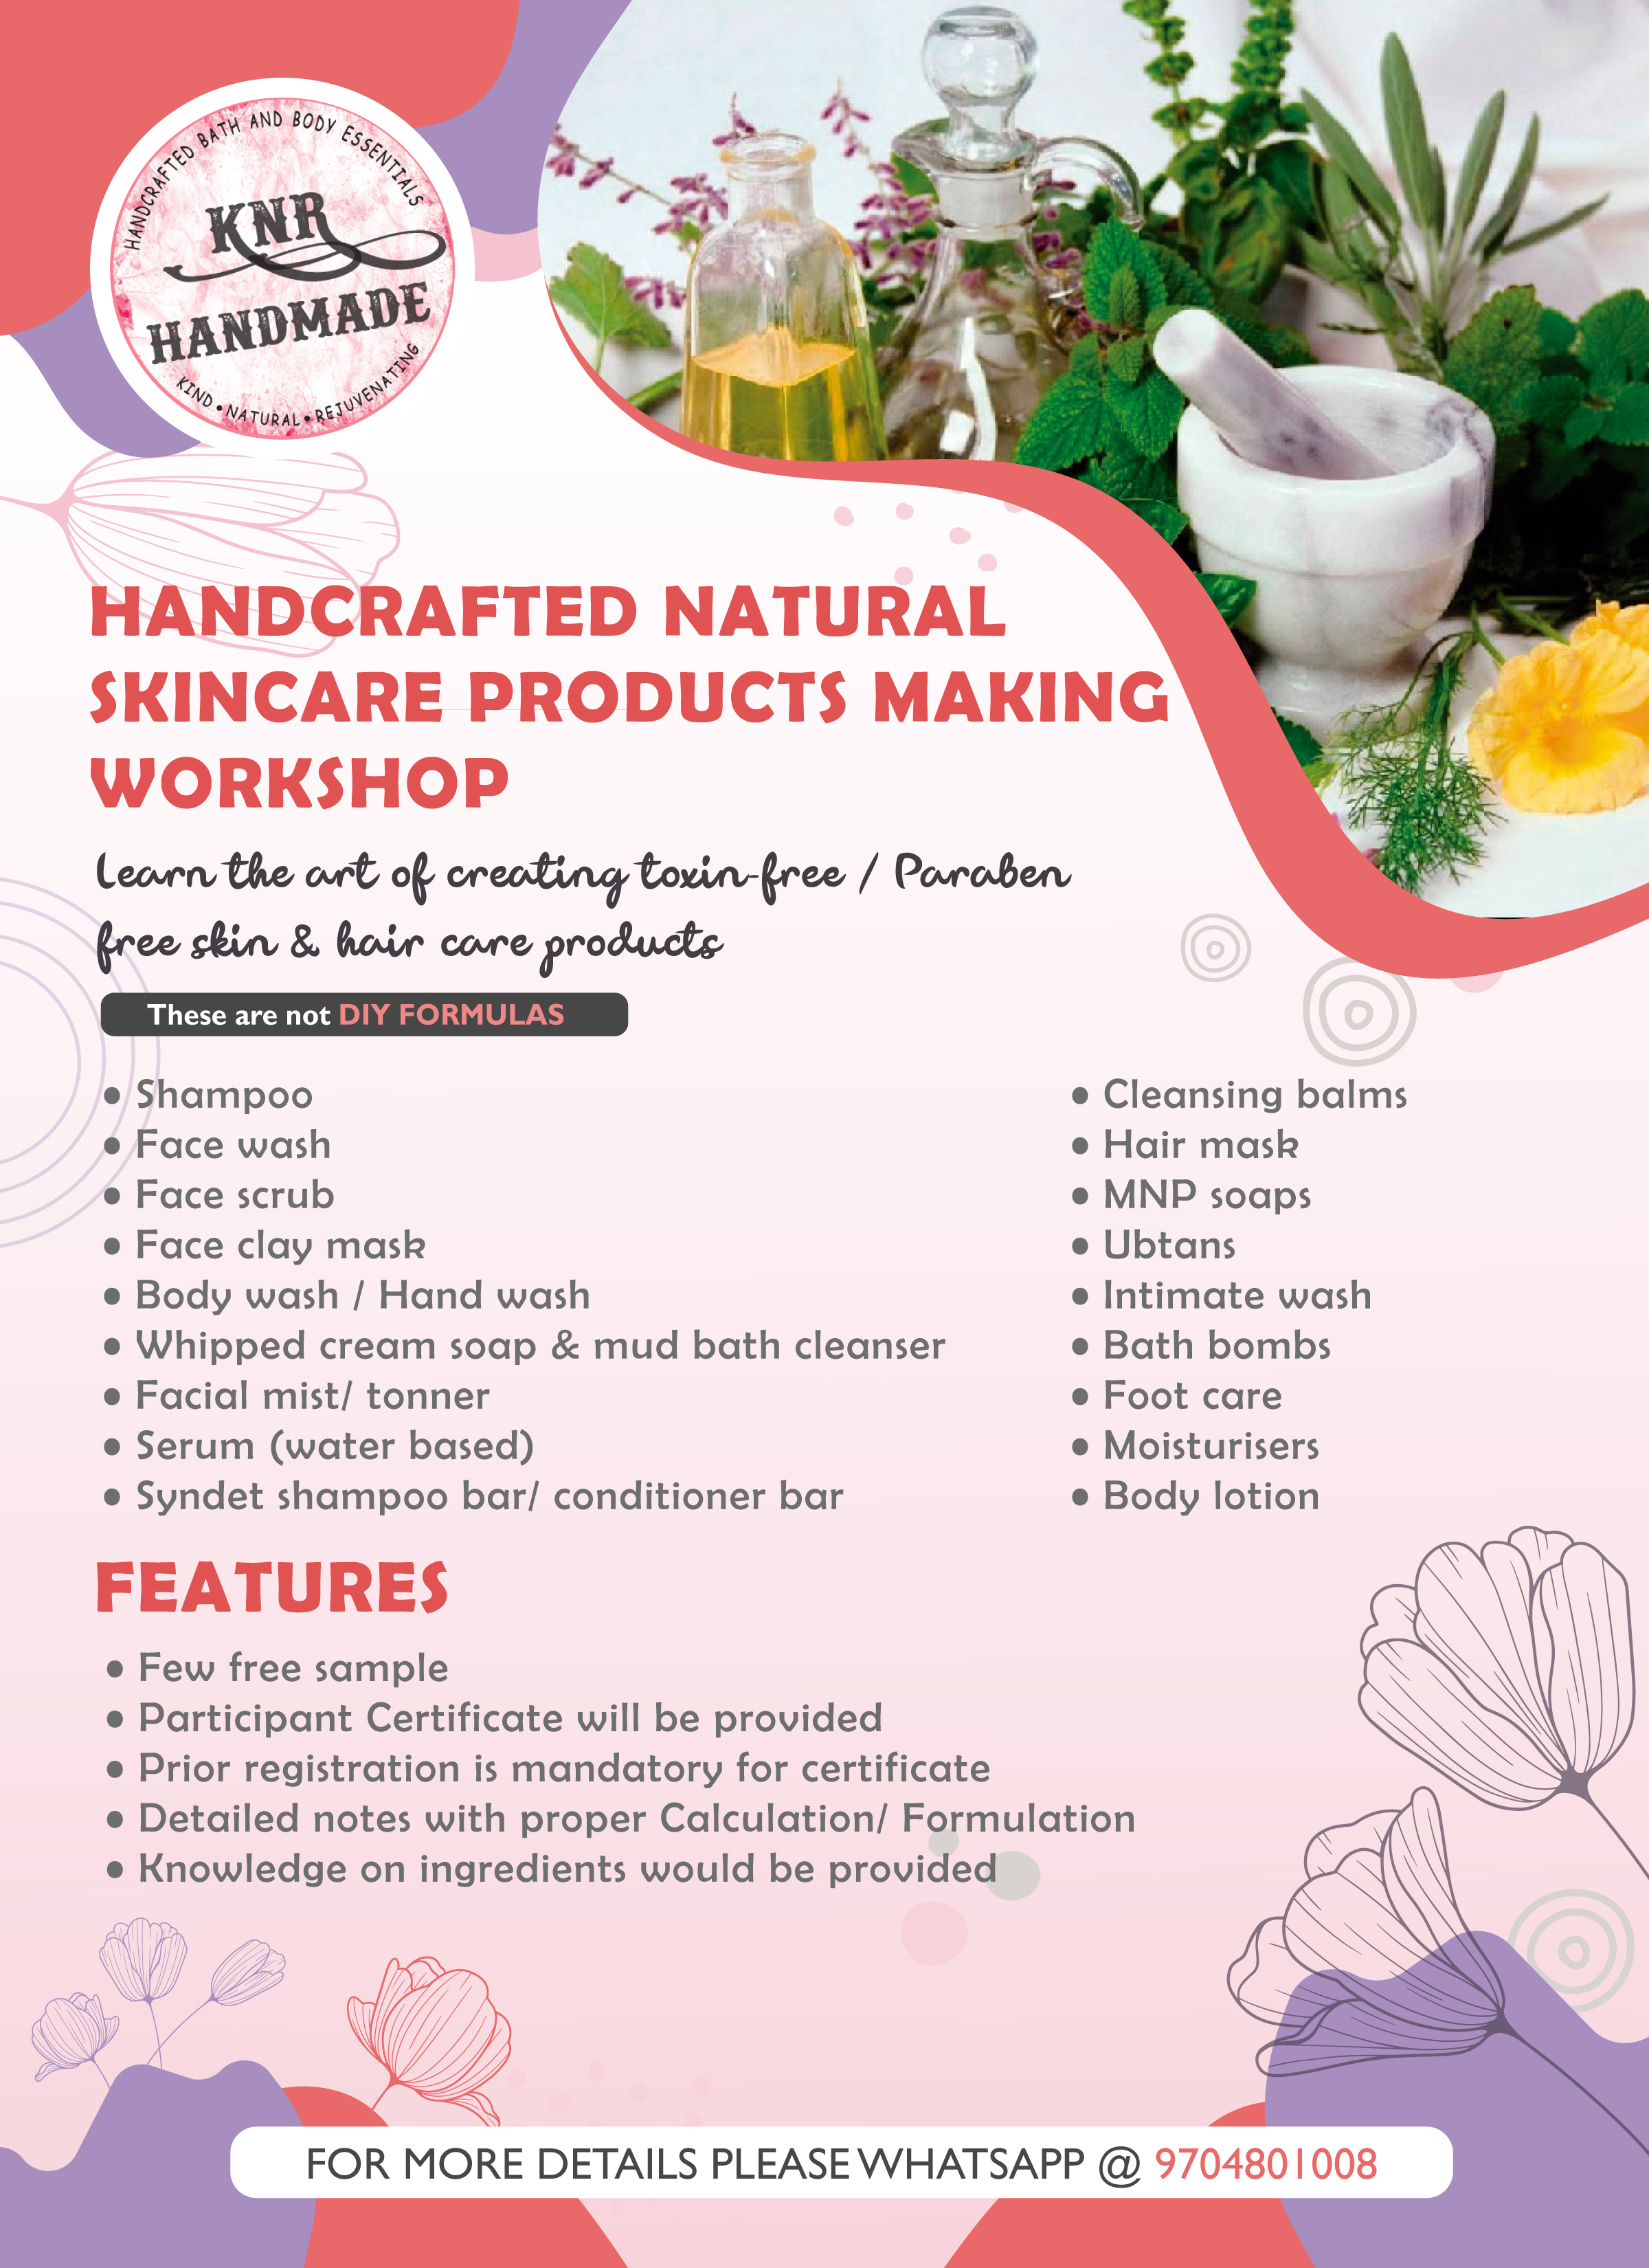 HANDCRAFTED BATH AND BODY ESSENTIALS
KNR
HANDMADE
KIND • NATURAL • REJUVENATING
HANDCRAFTED NATURAL
SKINCARE PRODUCTS MAKING
WORKSHOP
Learn the art of creating toxin-free / Paraben
free skin & hair care products
These are not DIY FORMULAS
• Shampoo
• Face wash
• Face scrub
• Face clay mask
• Body wash / Hand wash
• Whipped cream soap & mud bath cleanser
• Facial mist/ tonner
• Serum (water based)
• Syndet shampoo bar/ conditioner bar
• Cleansing balms
• Hair mask
• MNP soaps
• Ubtans
• Intimate wash
• Bath bombs
• Foot care
• Moisturisers
• Body lotion
FEATURES
• Few free sample
• Participant Certificate will be provided
• Prior registration is mandatory for certificate
• Detailed notes with proper Calculation/ Formulation
• Knowledge on ingredients would be provided
FOR MORE DETAILS PLEASE WHATSAPP @ 9704801008